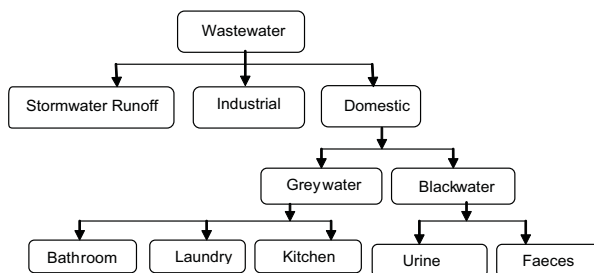 Wastewater
Stormwater Runoff
Industrial
Domestic
Greywater
Blackwater
Bathroom
Laundry
Kitchen
Urine
Faeces